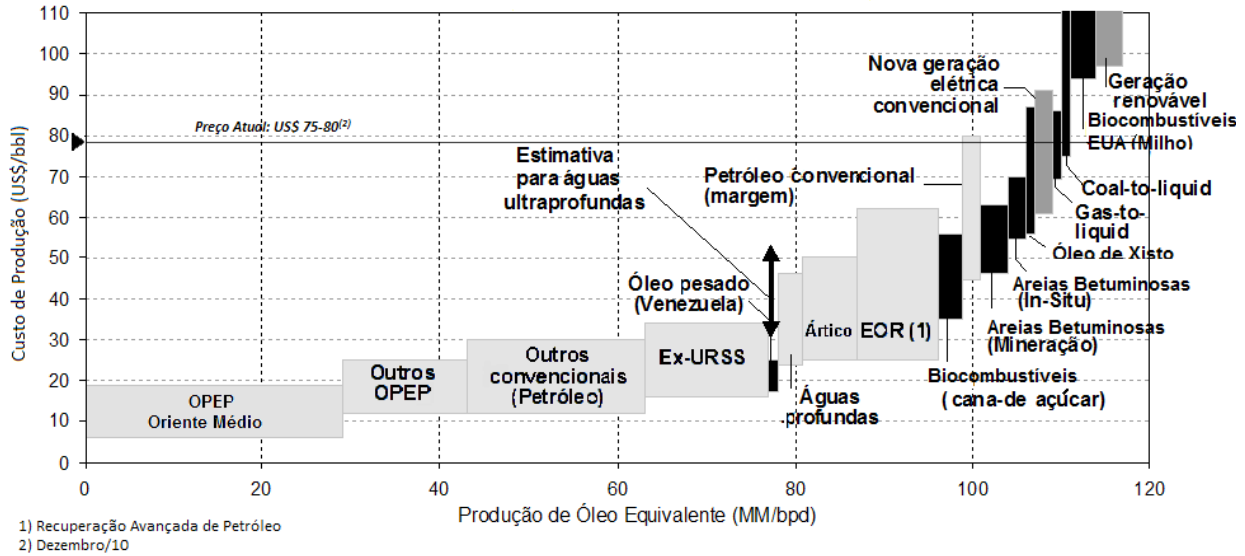 Custo de Produção (US$/bbl)
110
100
90
80
70
60
50
40
30
20
10
0
Preço Atual: US$ 75-80(2)
Estimativa
para águas
ultraprofundas
Nova geração
elétrica
convencional
Petróleo convencional
(margem)
Óleo pesado
(Venezuela)
OPEP
Oriente Médio
Outros
OPEP
Outros
convencionais
(Petróleo)
Ex-URSS
Águas
profundas
Ártico
EOR (1)
Biocombustíveis
(cana-de açúcar)
Geração
renovável
Biocombustíveis
EUA (Milho)
Coal-to-liquid
Gas-to-
liquid
Óleo de Xisto
Areias Betuminosas
(In-Situ)
Areias Betuminosas
(Mineração)
0 20 40 60 80 100 120
Produção de Óleo Equivalente (MM/bpd)
1) Recuperação Avançada de Petróleo
2) Dezembro/10